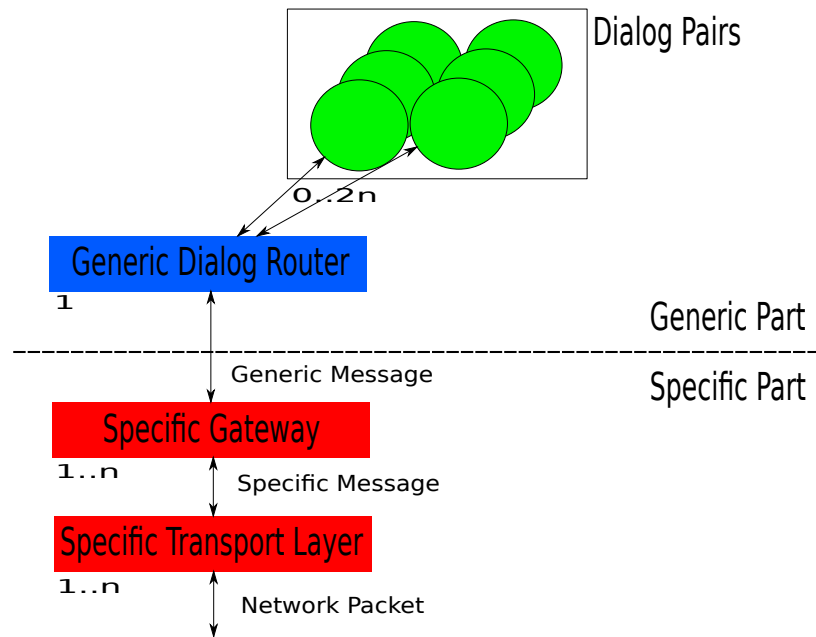 Dialog Pairs
0..2n
Generic Dialog Router
1
Generic Part
Generic Message
Specific Part
Specific Gateway
1..n
Specific Message
Specific Transport Layer
1..n
Network Packet